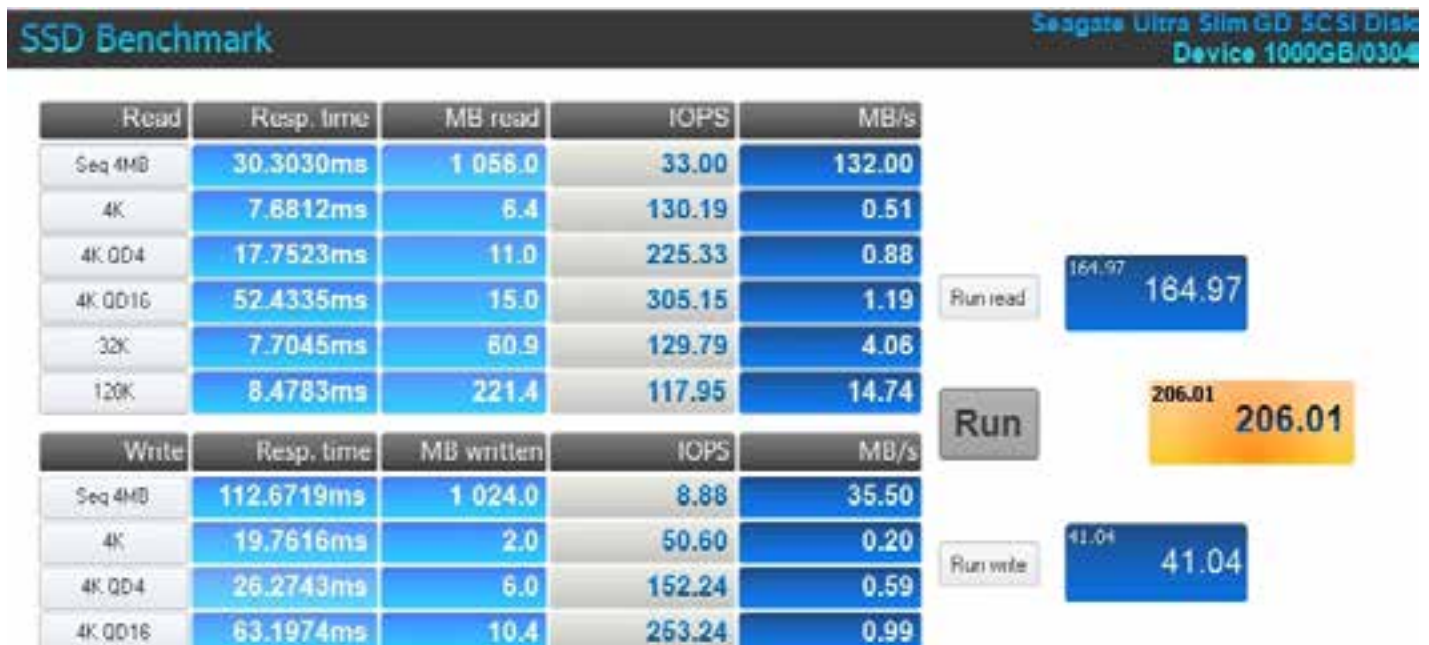 SSD Benchmark
Seagate Ultra Slim GD SCSI Disk
Device 1000GB/0304
Read Resp. time MB read IOPS MB/s
Seq 4MB 30.3030ms 1 056.0 33.00 132.00
4K 7.6812ms 6.4 130.19 0.51
4K QD4 17.7523ms 11.0 225.33 0.88
4K QD16 52.4335ms 15.0 305.15 1.19
32K 7.7045ms 60.9 129.79 4.06
128K 8.4783ms 221.4 117.95 14.74
Run read
164.97
164.97
Run
206.01
206.01
Write Resp. time MB written IOPS MB/s
Seq 4MB 112.6719ms 1 024.0 8.88 35.50
4K 19.7616ms 2.0 50.60 0.20
4K QD4 26.2743ms 6.0 152.24 0.59
4K QD16 63.1974ms 10.4 253.24 0.99
Run write
41.04
41.04